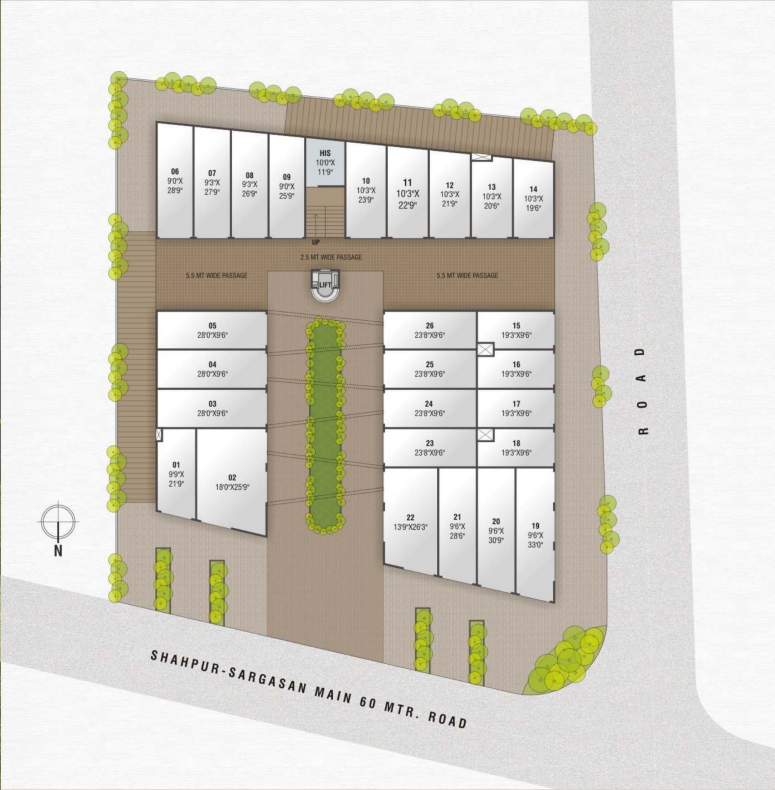 06
9'0"X
28'9"
07
9'3"X
27'9"
08
9'3"X
26'9"
09
9'0"X
25'9"
HIS
10'0"X
11'9"
10
10'3"X
23'9"
11
10'3"X
22'9"
12
10'3"X
21'9"
13
10'3"X
20'6"
14
10'3"X
19'6"
UP
2.5 MT WIDE PASSAGE
5.5 MT WIDE PASSAGE
5.5 MT WIDE PASSAGE
LIFT
05
28'0"X9'6"
26
23'8"X9'6"
15
19'3"X9'6"
04
28'0"X9'6"
25
23'8"X9'6"
16
19'3"X9'6"
03
28'0"X9'6"
24
23'8"X9'6"
17
19'3"X9'6"
23
23'8"X9'6"
18
19'3"X9'6"
01
9'9"X
21'9"
02
18'0"X25'9"
22
13'9"X26'3"
21
9'6"X
28'6"
20
9'6"X
30'9"
19
9'6"X
33'0"
ROAD
N
SHAHPUR-SARGASAN MAIN 60 MTR. ROAD